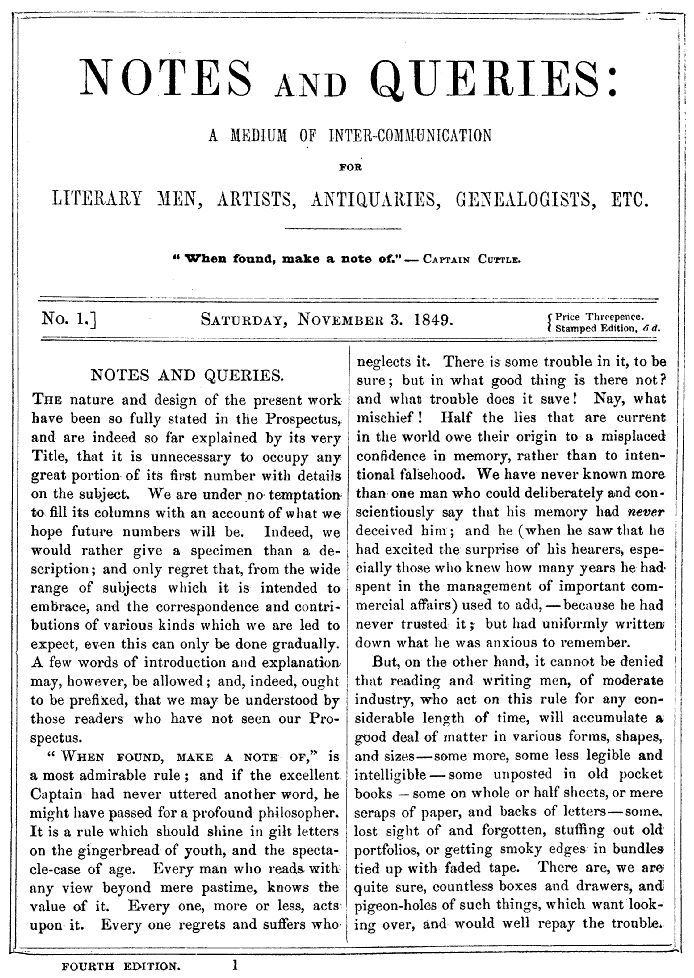 NOTES AND QUERIES:
A MEDIUM OF INTER-COMMUNICATION
FOR
LITERARY MEN, ARTISTS, ANTIQUARIES, GENEALOGISTS, ETC.
"When found, make a note of."—CAPTAIN CUTTLE.
No. 1.]
SATURDAY, NOVEMBER 3. 1849.
{ Price Threepence.
Stamped Edition, 6d.
NOTES AND QUERIES.
THE nature and design of the present work
have been so fully stated in the Prospectus,
and are indeed so far explained by its very
Title, that it is unnecessary to occupy any
great portion of its first number with details
on the subject. We are under no temptation
to fill its columns with an account of what we
hope future numbers will be. Indeed, we
would rather give a specimen than a de-
scription; and only regret that, from the wide
range of subjects which it is intended to
embrace, and the correspondence and contri-
butions of various kinds which we are led to
expect, even this can only be done gradually.
A few words of introduction and explanation
may, however, be allowed; and, indeed, ought
to be prefixed, that we may be understood by
those readers who have not seen our Pro-
spectus.
"WHEN FOUND, MAKE A NOTE OF," is
a most admirable rule; and if the excellent
Captain had never uttered another word, he
might have passed for a profound philosopher.
It is a rule which should shine in gilt letters
on the gingerbread of youth, and the specta-
cle-case of age. Every man who reads with
any view beyond mere pastime, knows the
value of it. Every one, more or less, acts
upon it. Every one regrets and suffers who
neglects it. There is some trouble in it, to be
sure; but in what good thing is there not?
and what trouble does it save! Nay, what
mischief! Half the lies that are current
in the world owe their origin to a misplaced
confidence in memory, rather than to inten-
tional falsehood. We have never known more
than one man who could deliberately and con-
scientiously say that his memory had never
deceived him; and he (when he saw that he
had excited the surprise of his hearers, espe-
cially those who knew how many years he had
spent in the management of important com-
mercial affairs) used to add,—because he had
never trusted it; but had uniformly written
down what he was anxious to remember.
But, on the other hand, it cannot be denied
that reading and writing men, of moderate
industry, who act on this rule for any con-
siderable length of time, will accumulate a
good deal of matter in various forms, shapes,
and sizes—some more, some less legible and
intelligible—some unposted in old pocket
books—some on whole or half sheets, or mere
scraps of paper, and backs of letters—some,
lost sight of and forgotten, stuffing out old
portfolios, or getting smoky edges in bundles
tied up with faded tape. There are, we are
quite sure, countless boxes and drawers, and
pigeon-holes of such things, which want look-
ing over, and would well repay the trouble.
FOURTH EDITION. 1